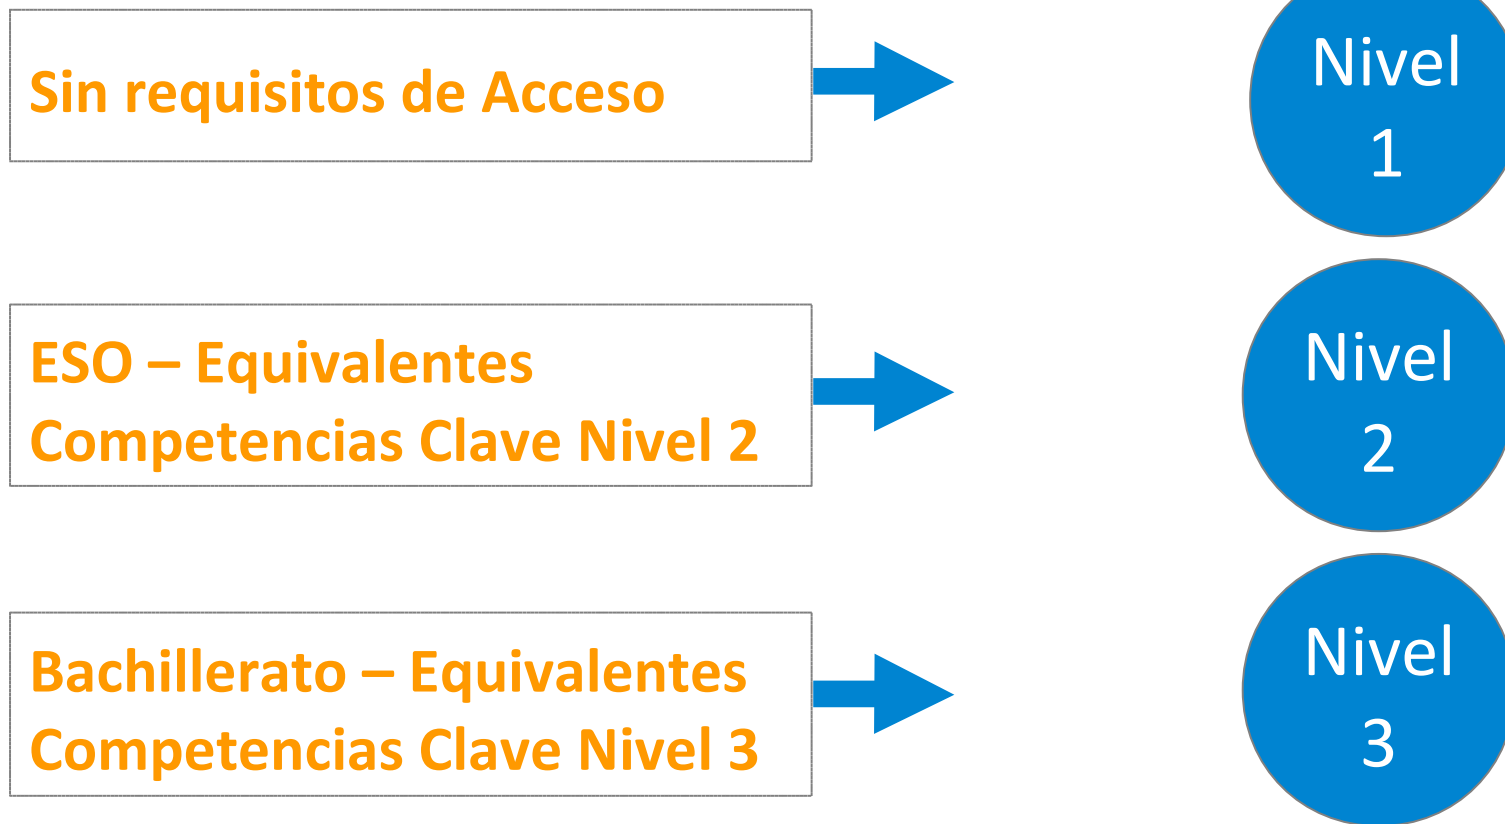 Sin requisitos de Acceso
Nivel
1
ESO – Equivalentes
Competencias Clave Nivel 2
Nivel
2
Bachillerato – Equivalentes
Competencias Clave Nivel 3
Nivel
3